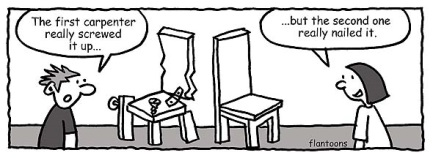 The first carpenter
really screwed
it up...
...but the second one
really nailed it.
flantoons